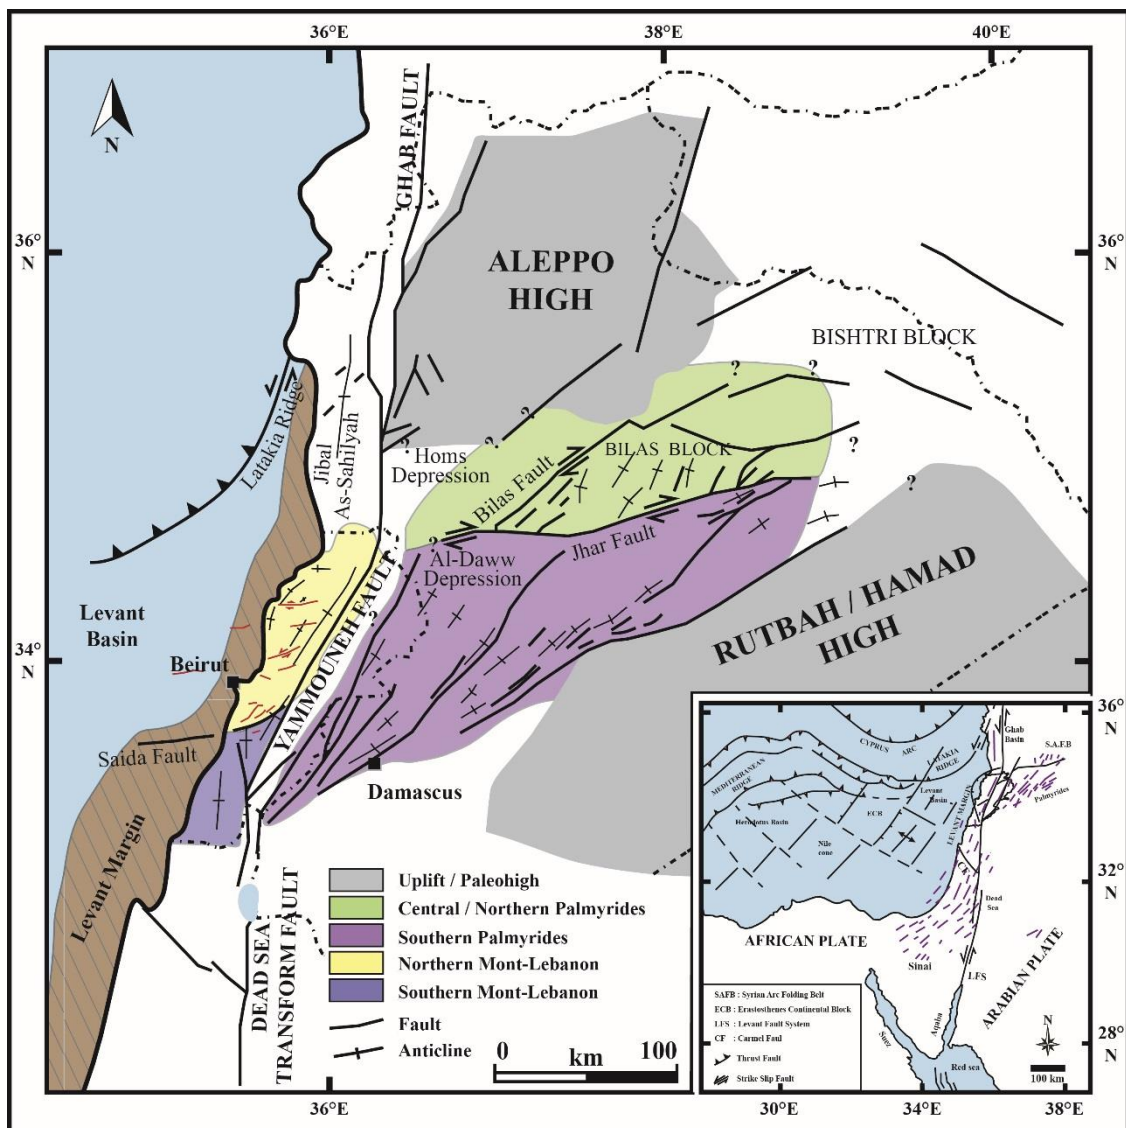 36°E
38°E
40°E
N
36°
N
36°
N
GHAB FAULT
ALEPPO
HIGH
BISHTRI BLOCK
?
?
Latakia Ridge
Jibal
As-Sahilyah
?
?
?
?
Homs
Depression
BILAS BLOCK
Bilas Fault
?
?
?
Al-Daww
Depression
Jhar Fault
Levant
Basin
YAMMOUNEH FAULT
?
RUTBAH / HAMAD
HIGH
34°
N
34°
N
Beirut
Saida Fault
Damascus
Levant Margin
DEAD SEA
TRANSFORM FAULT
Uplift / Paleohigh
Central / Northern Palmyrides
Southern Palmyrides
Northern Mont-Lebanon
Southern Mont-Lebanon
Fault
Anticline
0 km 100
36°E
CYPRUS ARC
LATAKIA
RIDGE
MEDITERRANEAN
RIDGE
Ghab
Basin
S.A.F.B
Palmyrides
Levant
Basin
LEVANT MARGIN
ECB
Herodotus Basin
Nile
cone
Dead
Sea
AFRICAN PLATE
Sinai
LFS
ARABIAN PLATE
Suez
Aqaba
Red sea
36°
N
32°
N
28°
N
SAFB : Syrian Arc Folding Belt
ECB : Erastosthenes Continental Block
LFS : Levant Fault System
CF : Carmel Faul
Thrust Fault
Strike Slip Fault
N
100 km
30°E
34°E
38°E